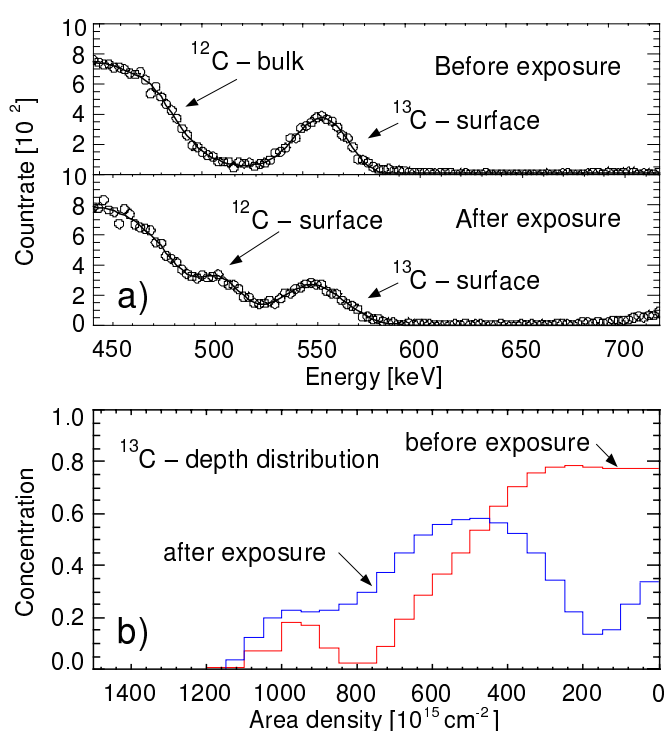 10
8
6
4
2
¹²C – bulk
Before exposure
¹³C – surface
10
8
6
4
2
0
¹²C – surface
After exposure
¹³C – surface
a)
Countrate [10⁻²]
440 500 550 600 650 700
Energy [keV]
1.0
0.8
0.6
0.4
0.2
0.0
¹³C – depth distribution
before exposure
after exposure
b)
Concentration
1400 1200 1000 800 600 400 200 0
Area density [10¹⁵ cm⁻²]